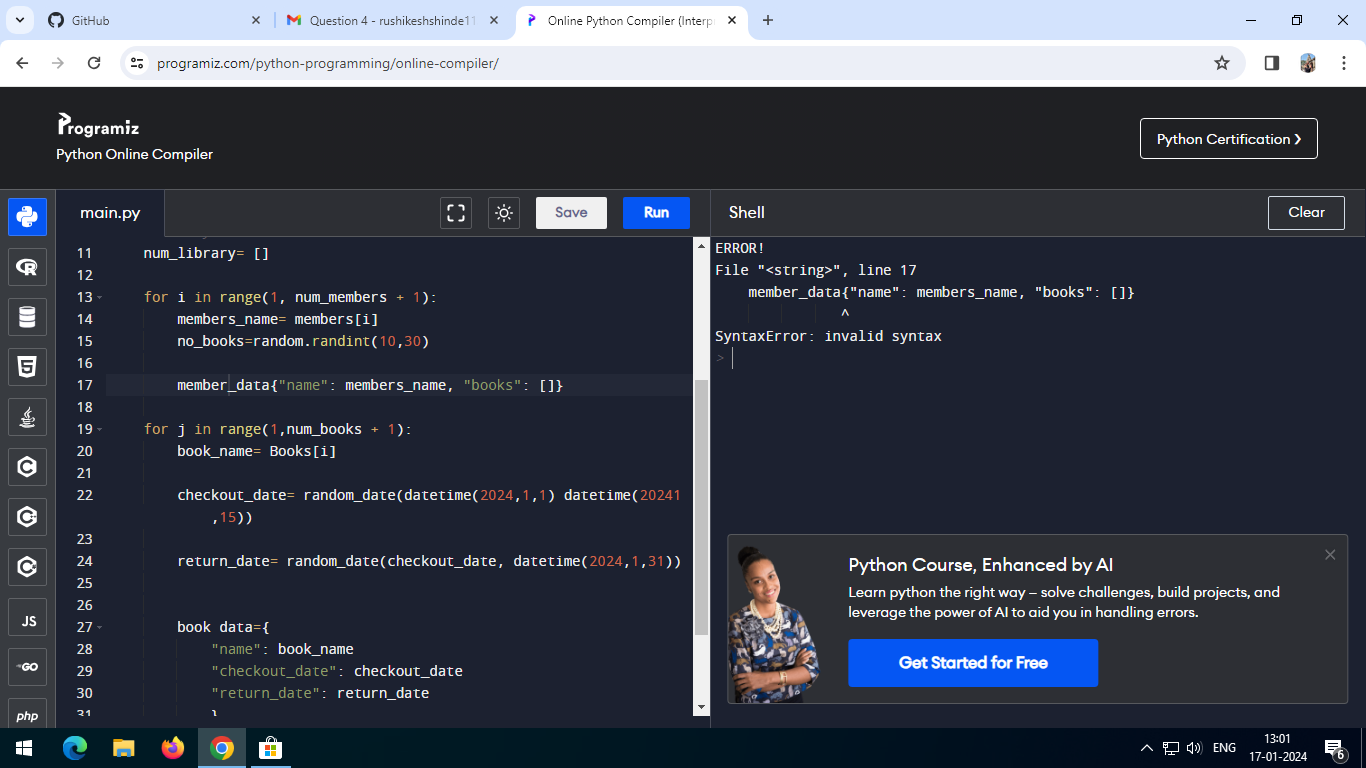 GitHub
Question 4 - rushikeshshinde11
Online Python Compiler (Interp
programiz.com/python-programming/online-compiler/
Programiz
Python Online Compiler
Python Certification ❯
main.py
Save
Run
Shell
Clear
11 num_library= []
12
13 for i in range(1, num_members + 1):
14 members_name= members[i]
15 no_books=random.randint(10,30)
16
17 member_data{"name": members_name, "books": []}
18
19 for j in range(1,num_books + 1):
20 book_name= Books[i]
21
22 checkout_date= random_date(datetime(2024,1,1) datetime(20241
,15))
23
24 return_date= random_date(checkout_date, datetime(2024,1,31))
25
26
27 book data={
28 "name": book_name
29 "checkout_date": checkout_date
30 "return_date": return_date
31 }
ERROR!
File "<string>", line 17
member_data{"name": members_name, "books": []}
^
SyntaxError: invalid syntax
>
Python Course, Enhanced by AI
Learn python the right way — solve challenges, build projects, and
leverage the power of AI to aid you in handling errors.
Get Started for Free
JS
GO
php
ENG
13:01
17-01-2024
6